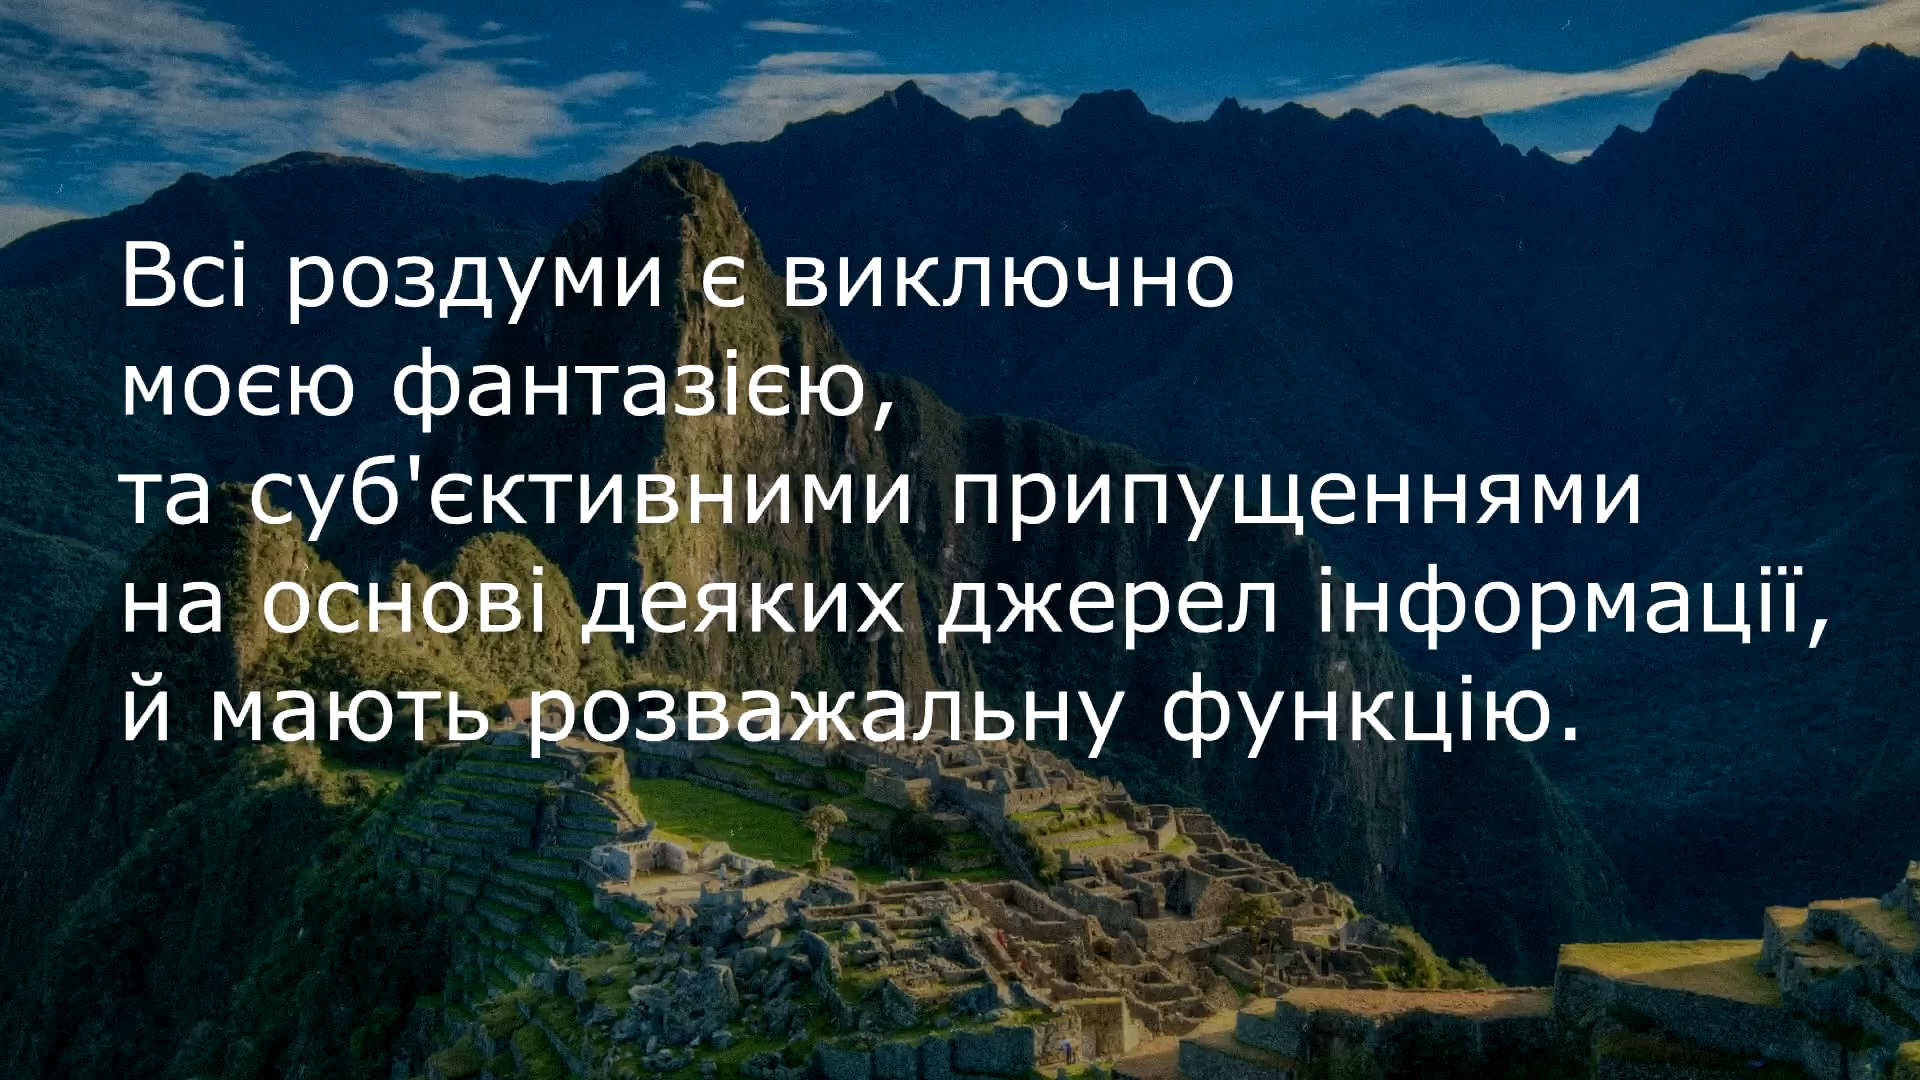 Всі роздуми є виключно
моєю фантазією,
та суб'єктивними припущеннями
на основі деяких джерел інформації,
й мають розважальну функцію.